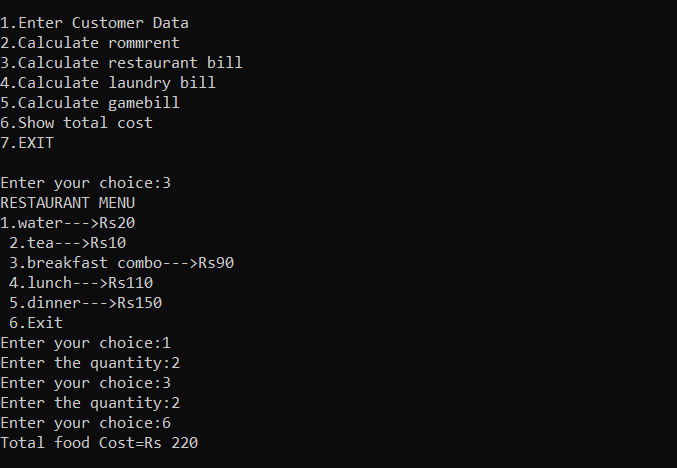 1.Enter Customer Data
2.Calculate rommrent
3.Calculate restaurant bill
4.Calculate laundry bill
5.Calculate gamebill
6.Show total cost
7.EXIT

Enter your choice:3
RESTAURANT MENU
1.water--->Rs20
 2.tea--->Rs10
 3.breakfast combo--->Rs90
 4.lunch--->Rs110
 5.dinner--->Rs150
 6.Exit
Enter your choice:1
Enter the quantity:2
Enter your choice:3
Enter the quantity:2
Enter your choice:6
Total food Cost=Rs 220